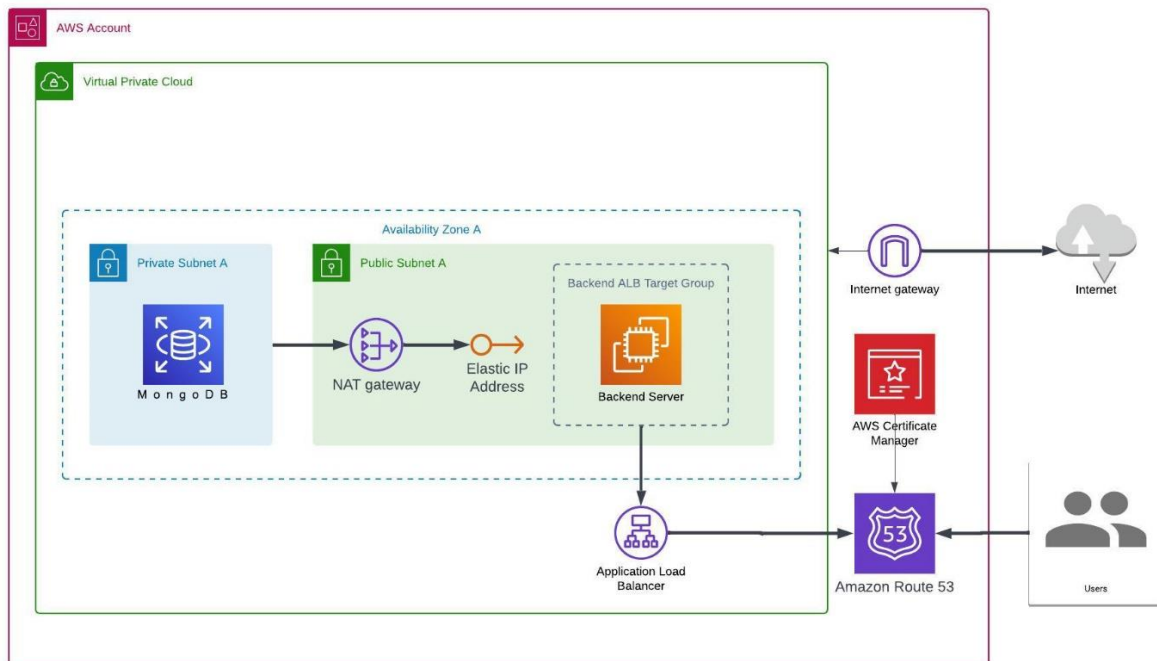 AWS Account
Virtual Private Cloud
Availability Zone A
Private Subnet A
Public Subnet A
Backend ALB Target Group
MongoDB
NAT gateway
Elastic IP
Address
Backend Server
Internet gateway
Internet
AWS Certificate
Manager
Application Load
Balancer
53
Amazon Route 53
Users